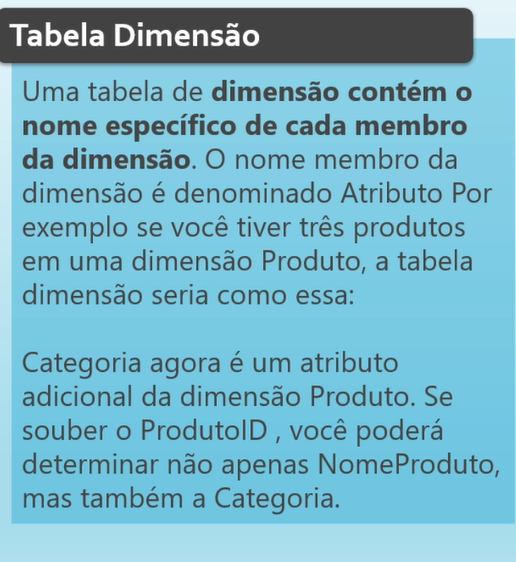 Tabela Dimensão
Uma tabela de dimensão contém o
nome específico de cada membro
da dimensão. O nome membro da
dimensão é denominado Atributo Por
exemplo se você tiver três produtos
em uma dimensão Produto, a tabela
dimensão seria como essa:
Categoria agora é um atributo
adicional da dimensão Produto. Se
souber o ProdutoID , você poderá
determinar não apenas NomeProduto,
mas também a Categoria.